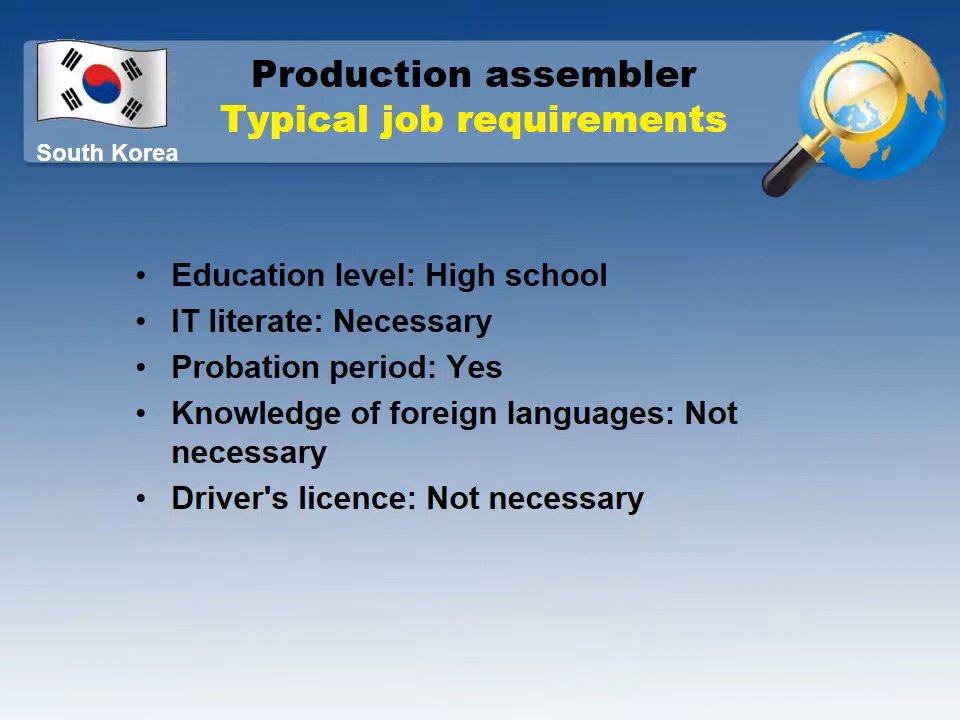 Production assembler
Typical job requirements
South Korea
• Education level: High school
• IT literate: Necessary
• Probation period: Yes
• Knowledge of foreign languages: Not
necessary
• Driver's licence: Not necessary